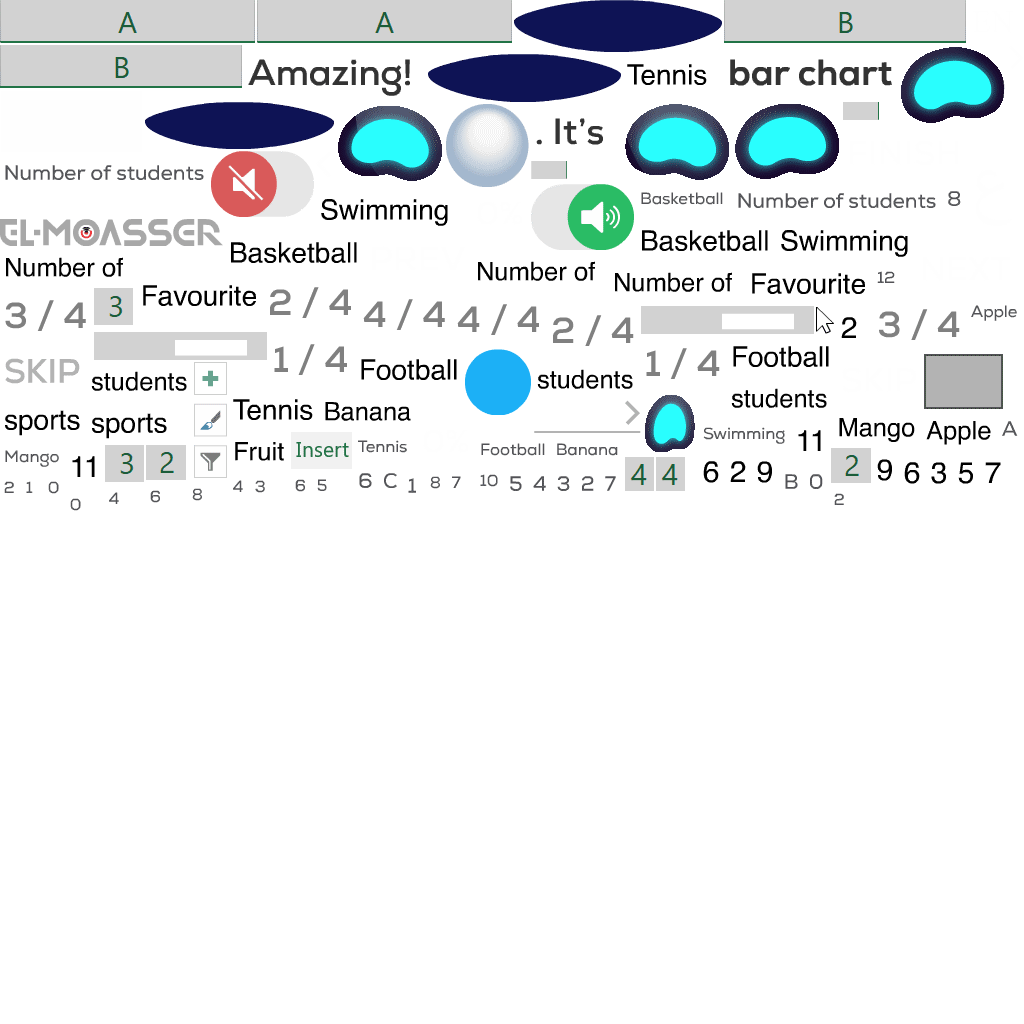 A A B
B Amazing! Tennis bar chart
. It's
Number of students
Swimming Basketball Number of students 8
EL-MOASSER Basketball Basketball Swimming
Number of Number of Number of Favourite 12
3 / 4 3 Favourite 2 / 4 4 / 4 4 / 4 2 / 4 2 3 / 4 Apple
SKIP students 1 / 4 Football students 1 / 4 Football
sports sports Tennis Banana students
Mango 11 3 2 Fruit Insert Tennis Football Banana Swimming 11 Mango Apple A
2 1 0 4 3 6 5 6 C 1 8 7 10 5 4 3 2 7 4 4 6 2 9 B 0 2 9 6 3 5 7
0 4 6 8 2